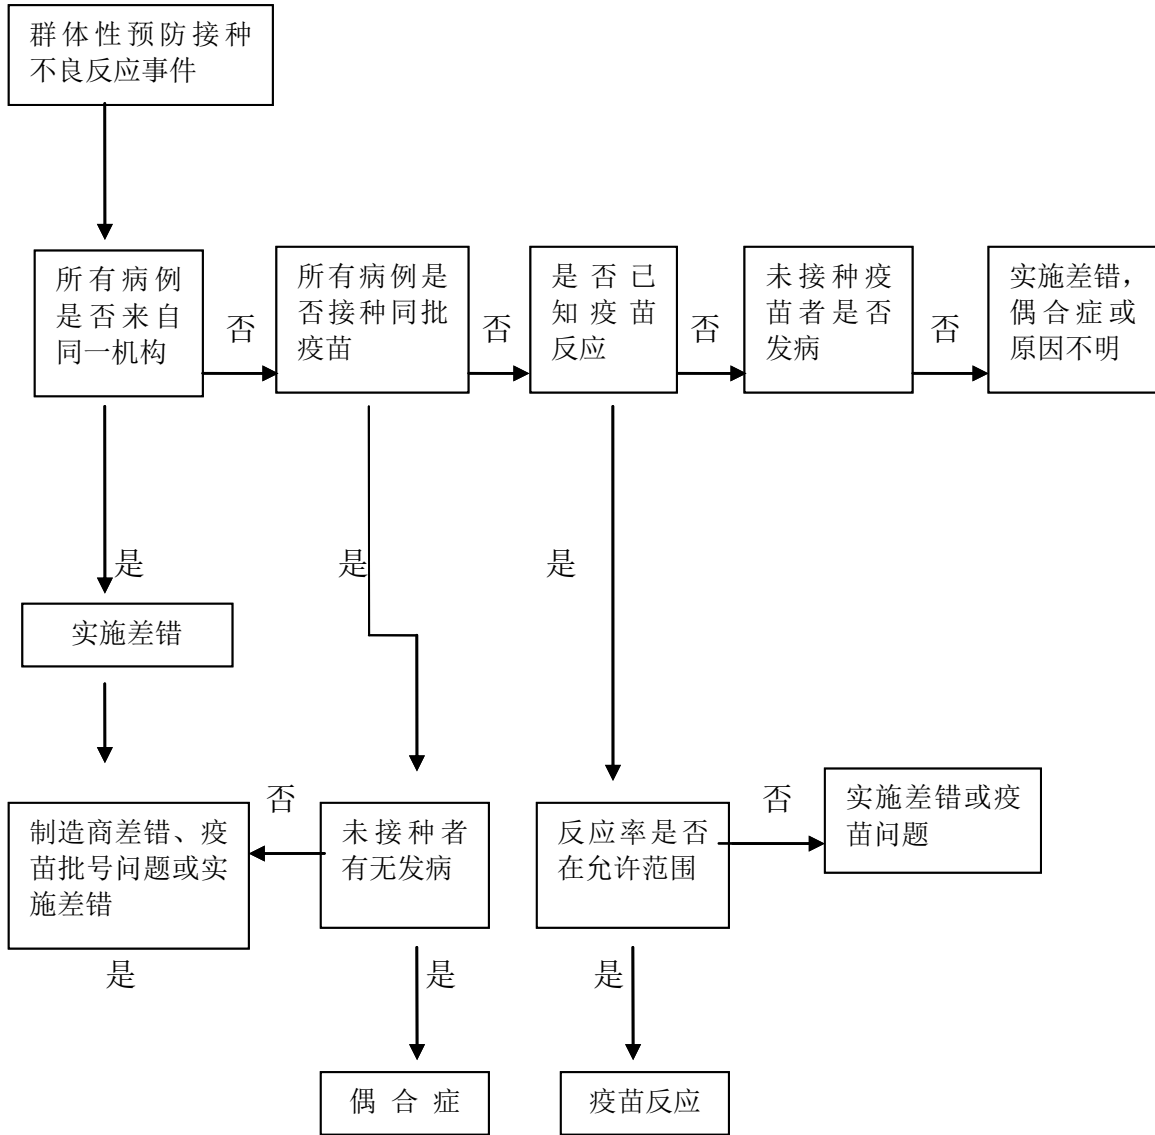 群体性预防接种
不良反应事件
所有病例
是否来自
同一机构
否
所有病例是
否接种同批
疫苗
否
是否已
知疫苗
反应
否
未接种疫
苗者是否
发病
否
实施差错，
偶合症或
原因不明
是
是
是
实施差错
制造商差错、疫
苗批号问题或实
施差错
否
未接种者
有无发病
反应率是否
在允许范围
否
实施差错或疫
苗问题
是
是
是
偶合症
疫苗反应